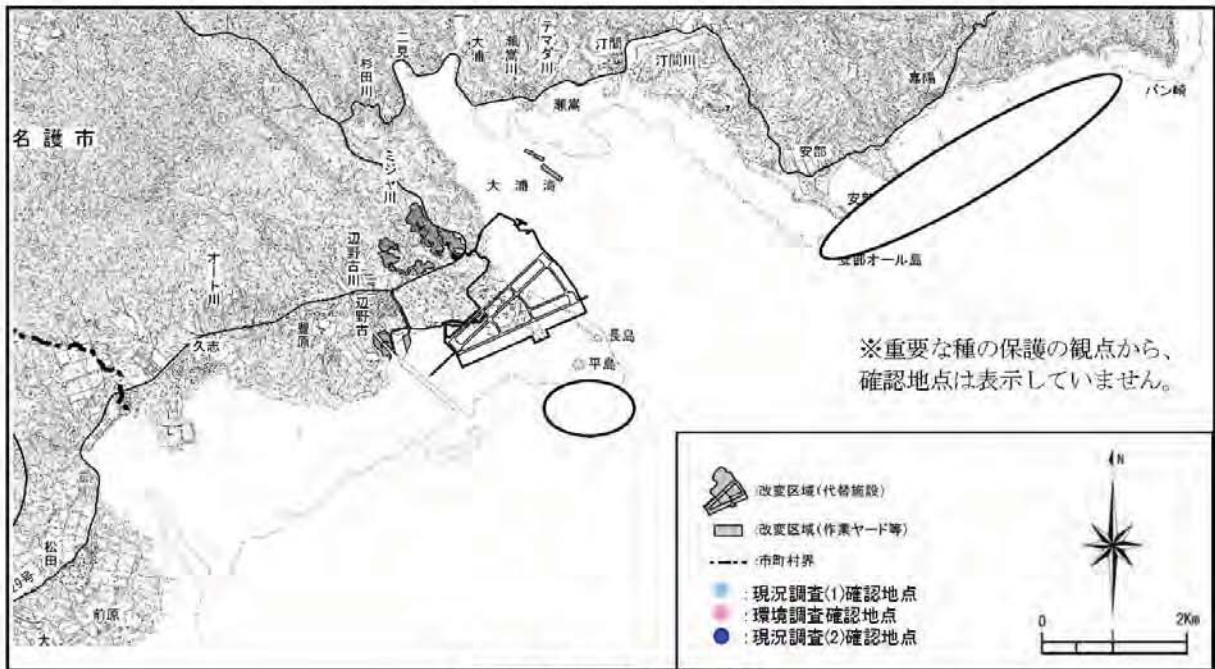 二見
杉田川
大浦
瀬嵩川
テマダ川
汀間
汀間川
嘉陽
バン崎
瀬嵩
安部
名護市
ミジャ川
大浦湾
安部オール島
辺野古川
辺野古
オート川
豊原
久志
長島
平島
※重要な種の保護の観点から、
確認地点は表示していません。
:改変区域(代替施設)
:改変区域(作業ヤード等)
:市町村界
:現況調査(1)確認地点
:環境調査確認地点
:現況調査(2)確認地点
N
0 2Km
松田
29号
前原